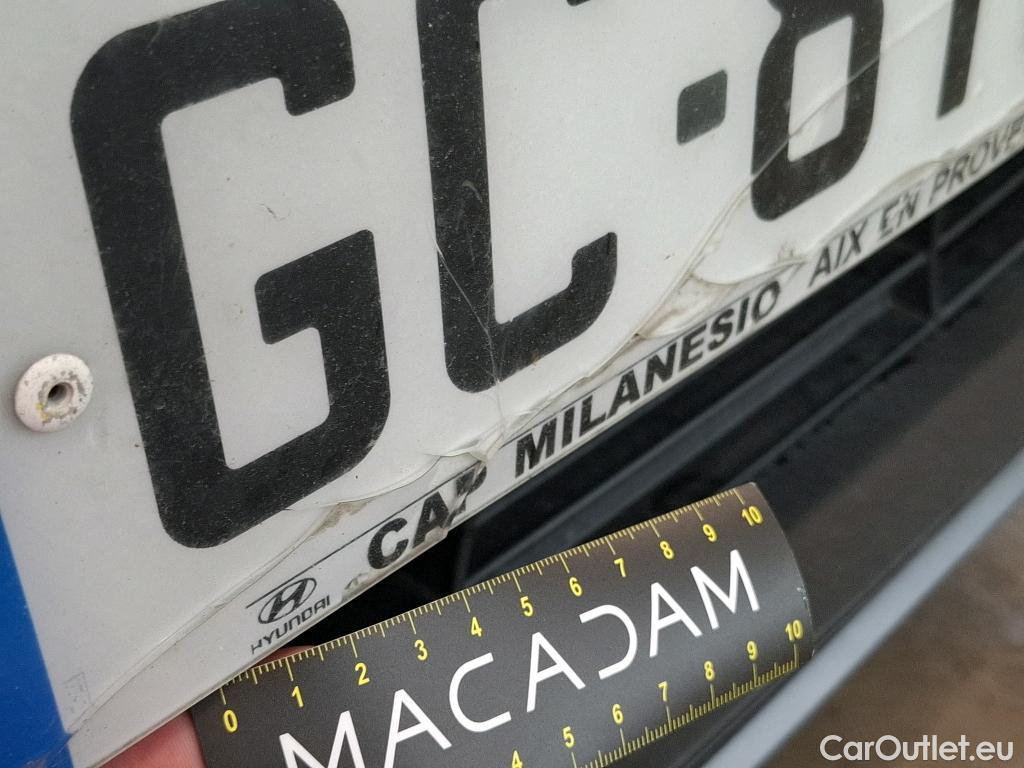 GC-81
HYUNDAI CAP MILANESIO AIX EN PROVE
0 1 2 3 4 5 6 7 8 9 10
MACADAM
4 5 6 7 8 9 10
CarOutlet.eu